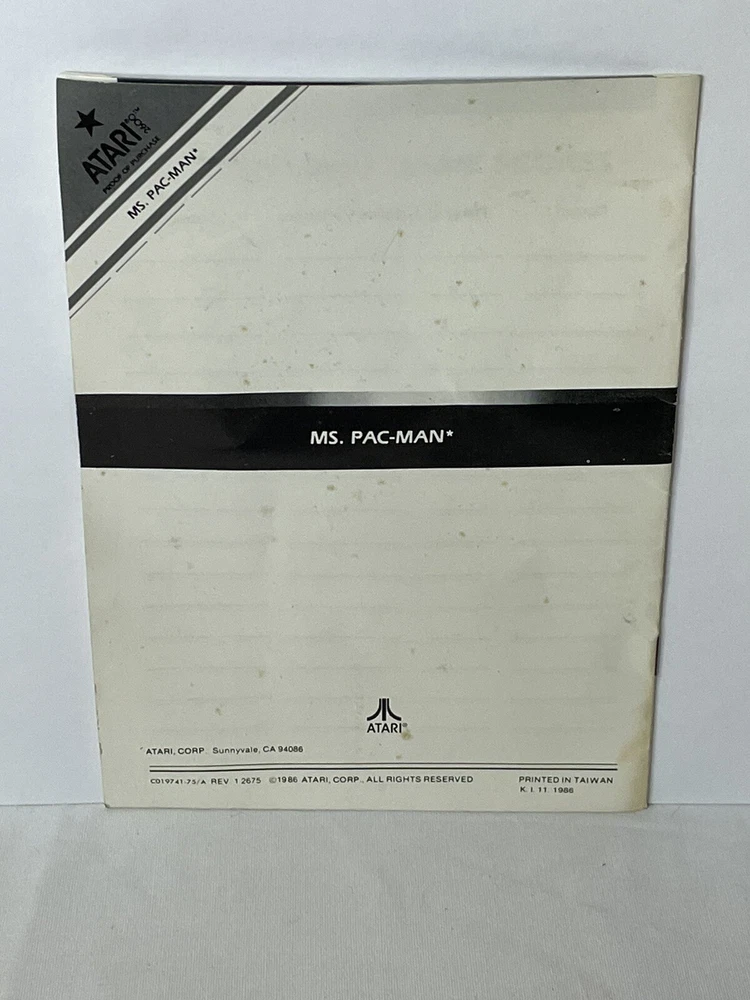 ★ ATARI® 2600™
PROOF OF PURCHASE
MS. PAC-MAN*
MS. PAC-MAN*
ATARI®
ATARI, CORP. Sunnyvale, CA 94086
C019741-75/A REV. 1 2675 ©1986 ATARI, CORP., ALL RIGHTS RESERVED
PRINTED IN TAIWAN
K. I. 11. 1986